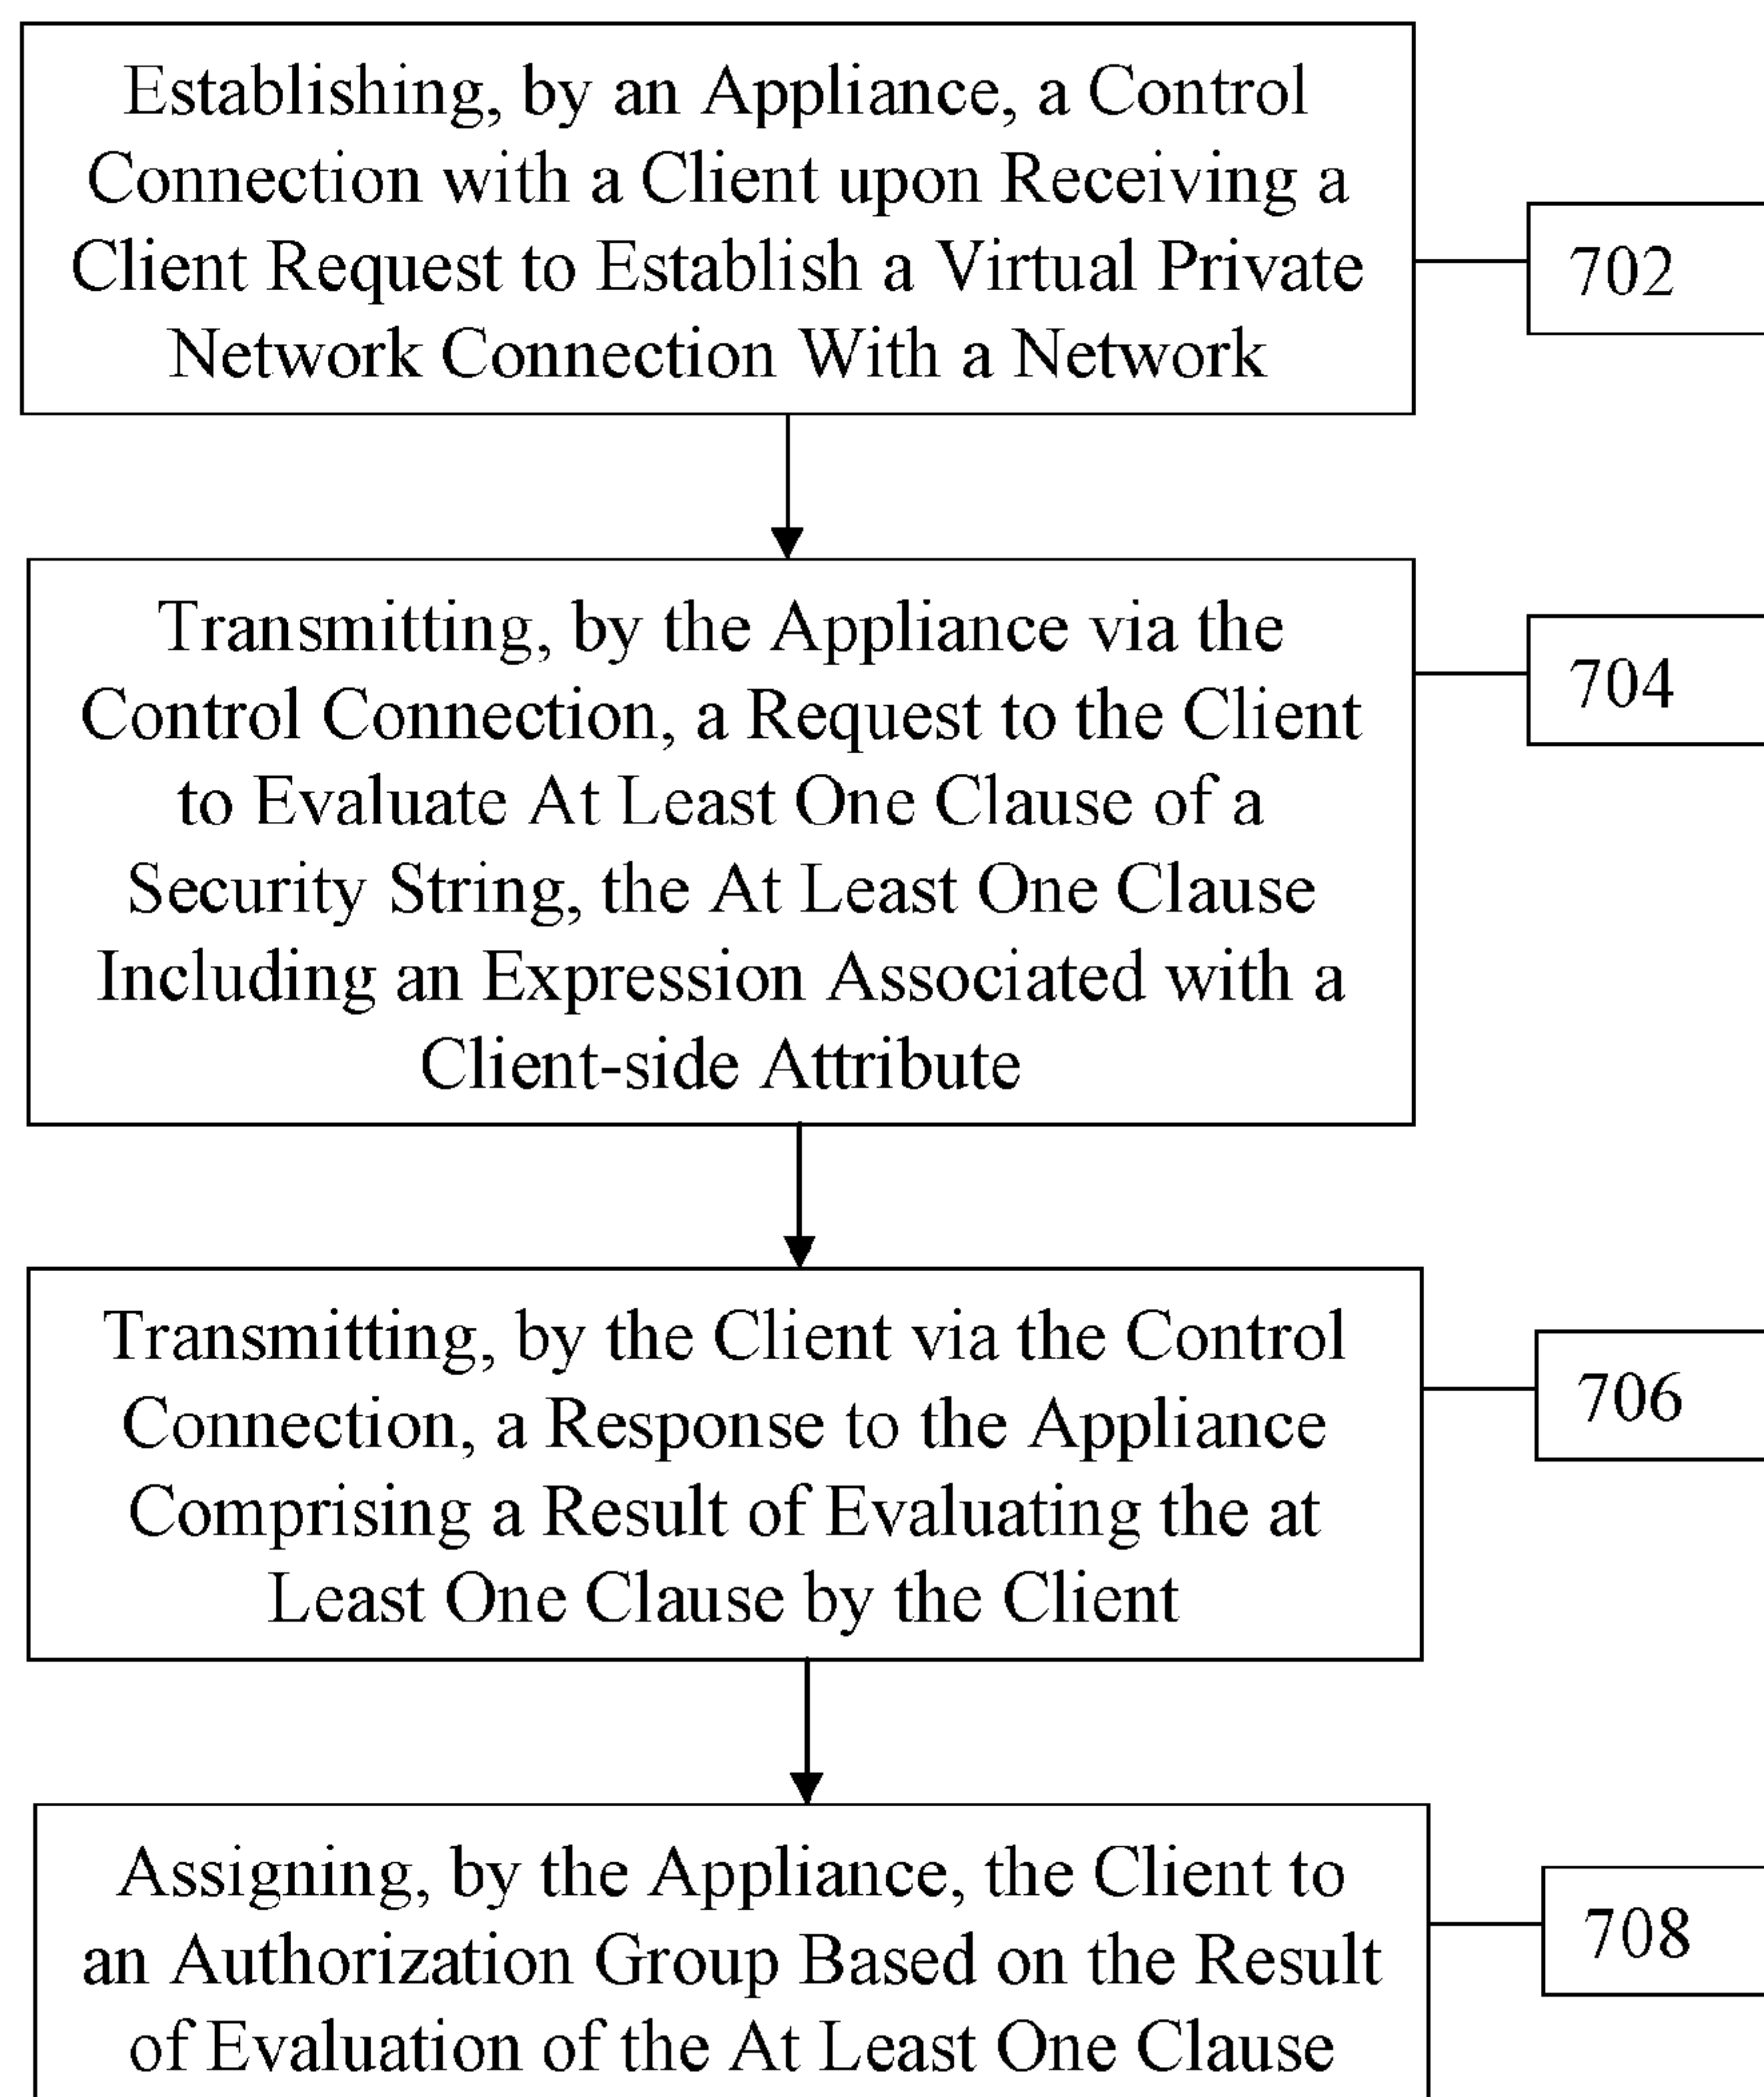 Establishing, by an Appliance, a Control
Connection with a Client upon Receiving a
Client Request to Establish a Virtual Private
Network Connection With a Network
702
Transmitting, by the Appliance via the
Control Connection, a Request to the Client
to Evaluate At Least One Clause of a
Security String, the At Least One Clause
Including an Expression Associated with a
Client-side Attribute
704
Transmitting, by the Client via the Control
Connection, a Response to the Appliance
Comprising a Result of Evaluating the at
Least One Clause by the Client
706
Assigning, by the Appliance, the Client to
an Authorization Group Based on the Result
of Evaluation of the At Least One Clause
708